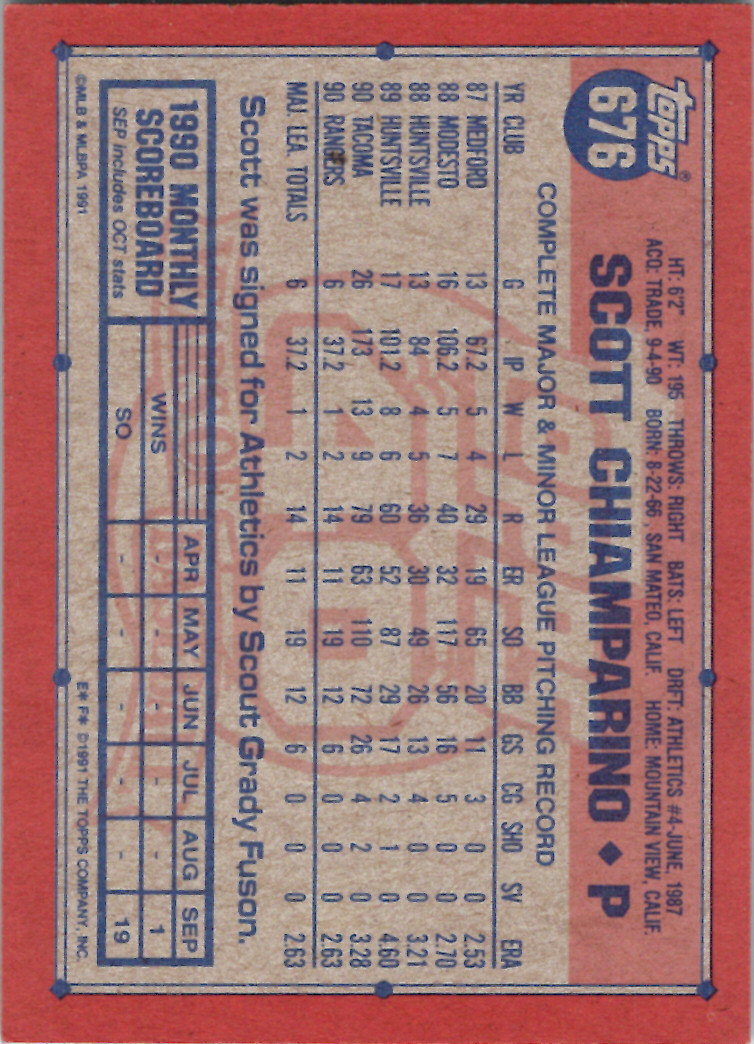 topps®
676
HT: 6'2" WT: 195 THROWS: RIGHT BATS: LEFT DRFT: ATHLETICS #4-JUNE, 1987
ACQ: TRADE, 9-4-90 BORN: 8-22-66, SAN MATEO, CALIF. HOME: MOUNTAIN VIEW, CALIF.
SCOTT CHIAMPARINO ♦ P
COMPLETE MAJOR & MINOR LEAGUE PITCHING RECORD
YR CLUB G IP W L R ER SO BB GS CG SHO SV ERA
87 MEDFORD 13 67.2 5 4 29 19 65 20 11 3 0 0 2.53
88 MODESTO 16 106.2 5 7 40 32 117 56 16 5 0 0 2.70
88 HUNTSVILLE 13 84 4 5 36 30 49 26 13 4 0 0 3.21
89 HUNTSVILLE 17 101.2 8 6 60 52 87 29 17 2 1 0 4.60
90 TACOMA 26 173 13 9 79 63 110 72 26 4 2 0 3.28
90 RANGERS 6 37.2 1 2 14 11 19 12 6 0 0 0 2.63
MAJ. LEA. TOTALS 6 37.2 1 2 14 11 19 12 6 0 0 0 2.63
Scott was signed for Athletics by Scout Grady Fuson.
1990 MONTHLY
SCOREBOARD
SEP includes OCT stats
APR MAY JUN JUL AUG SEP
WINS - - - - - 1
SO - - - - - 19
©MLB & MLBPA 1991
E* F* ©1991 THE TOPPS COMPANY, INC.